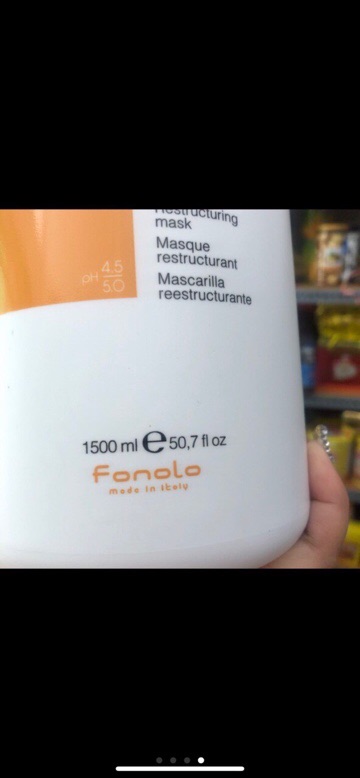 Restructuring
mask
Masque
restructurant
Mascarilla
reestructurante
pH 4.5
5.0
1500 ml e 50,7 fl oz
Fanola
made in italy